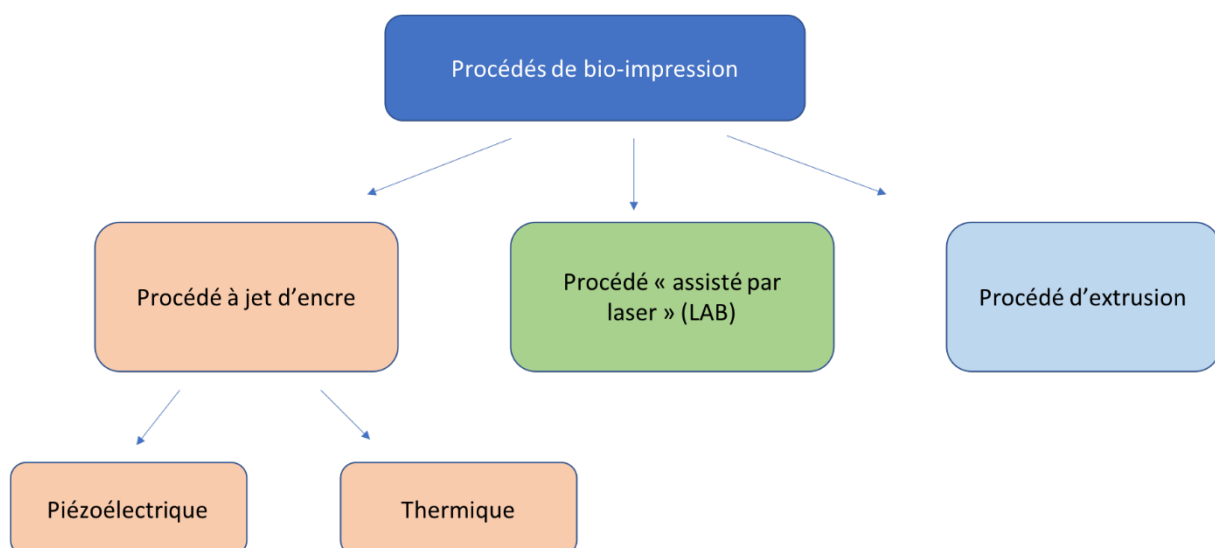 Procédés de bio-impression
Procédé à jet d’encre
Procédé « assisté par
laser » (LAB)
Procédé d’extrusion
Piézoélectrique
Thermique